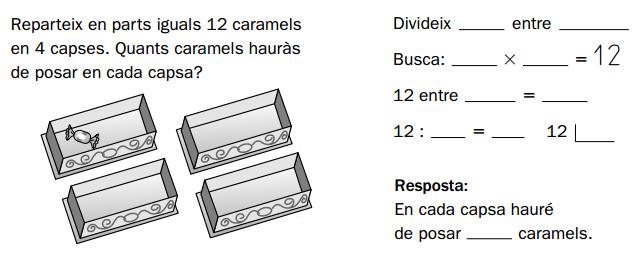 Reparteix en parts iguals 12 caramels
en 4 capses. Quants caramels hauràs
de posar en cada capsa?
Divideix _____ entre ________
Busca: _____ × _____ = 12
12 entre _____ = _____
12 : ____ = ____ 12 |____
Resposta:
En cada capsa hauré
de posar _____ caramels.